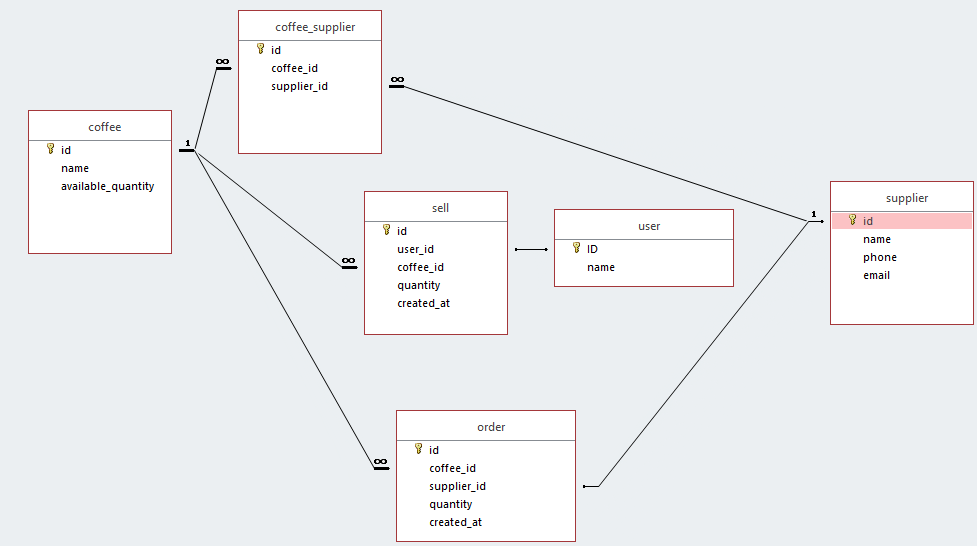 coffee_supplier
id
coffee_id
supplier_id
∞
∞
coffee
id
name
available_quantity
1
sell
id
user_id
coffee_id
quantity
created_at
∞
user
ID
name
supplier
id
name
phone
email
1
order
id
coffee_id
supplier_id
quantity
created_at
∞